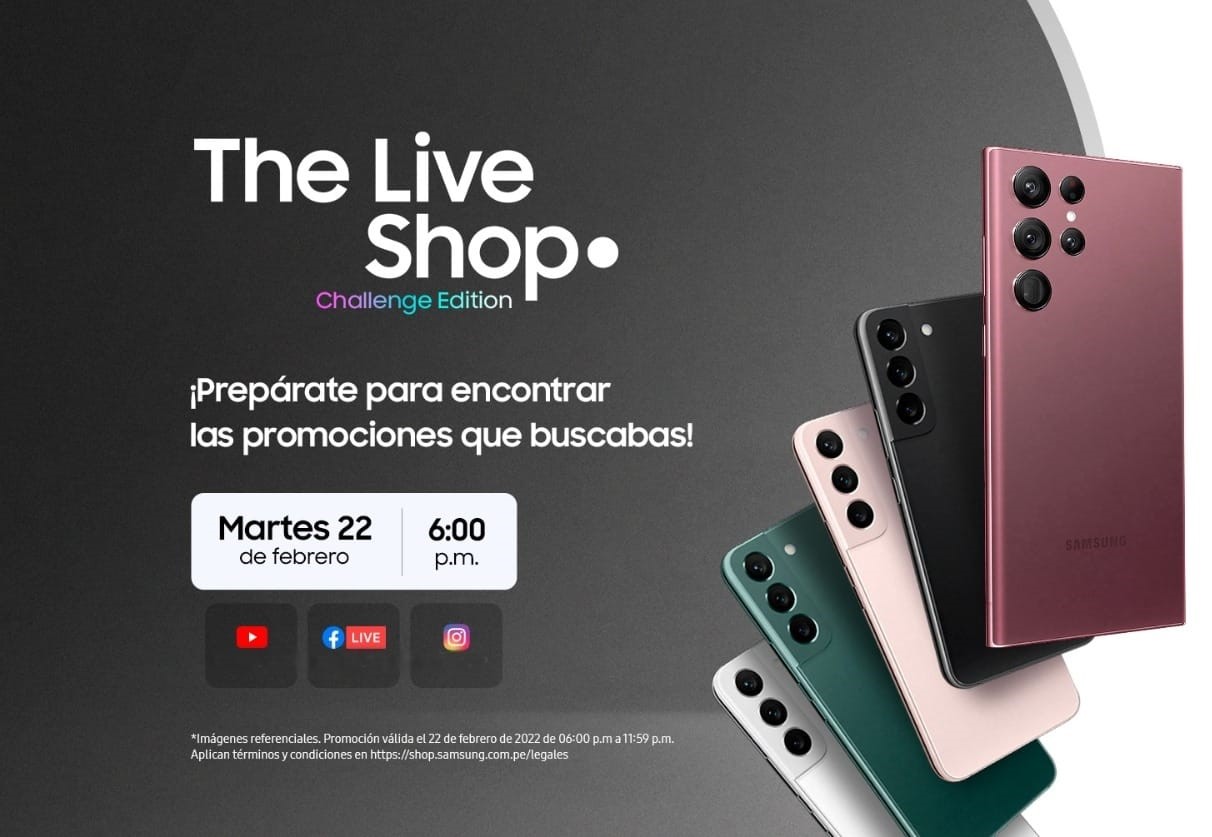 The Live
Shop
Challenge Edition
¡Prepárate para encontrar
las promociones que buscabas!
Martes 22
de febrero
6:00
p.m.
LIVE
SAMSUNG
*Imágenes referenciales. Promoción válida el 22 de febrero de 2022 de 06:00 p.m a 11:59 p.m.
Aplican términos y condiciones en https://shop.samsung.com.pe/legales